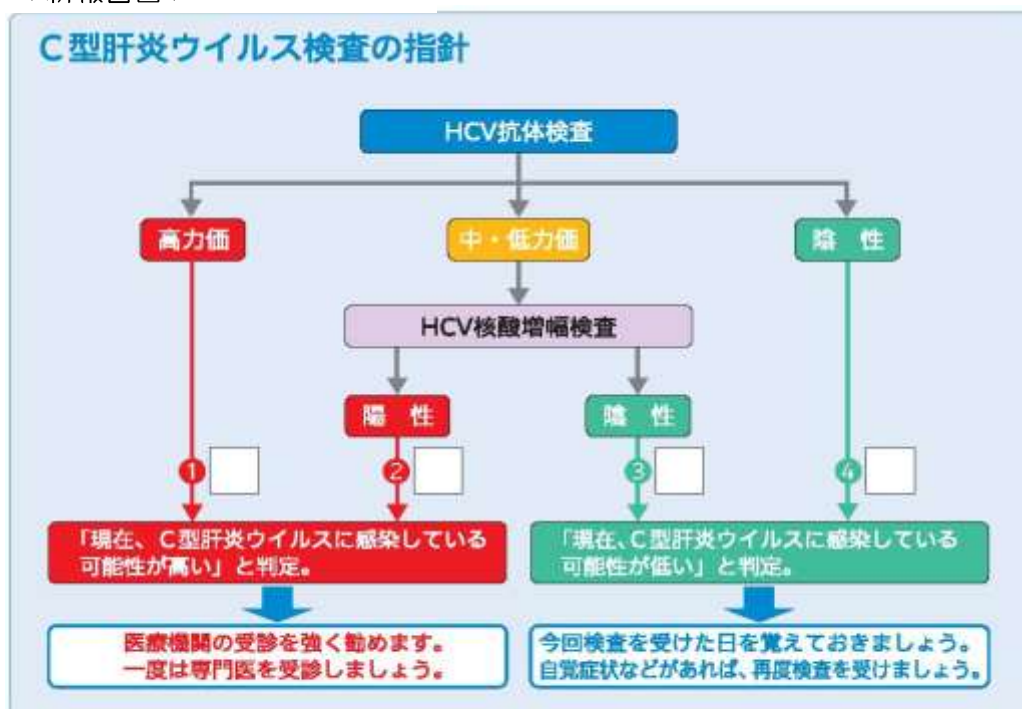 C型肝炎ウイルス検査の指針
HCV抗体検査
高力価
中・低力価
陰 性
HCV核酸増幅検査
陽 性
陰 性
1
2
3
4
「現在、C型肝炎ウイルスに感染している
可能性が高い」と判定。
「現在、C型肝炎ウイルスに感染している
可能性が低い」と判定。
医療機関の受診を強く勧めます。
一度は専門医を受診しましょう。
今回検査を受けた日を覚えておきましょう。
自覚症状などがあれば、再度検査を受けましょう。